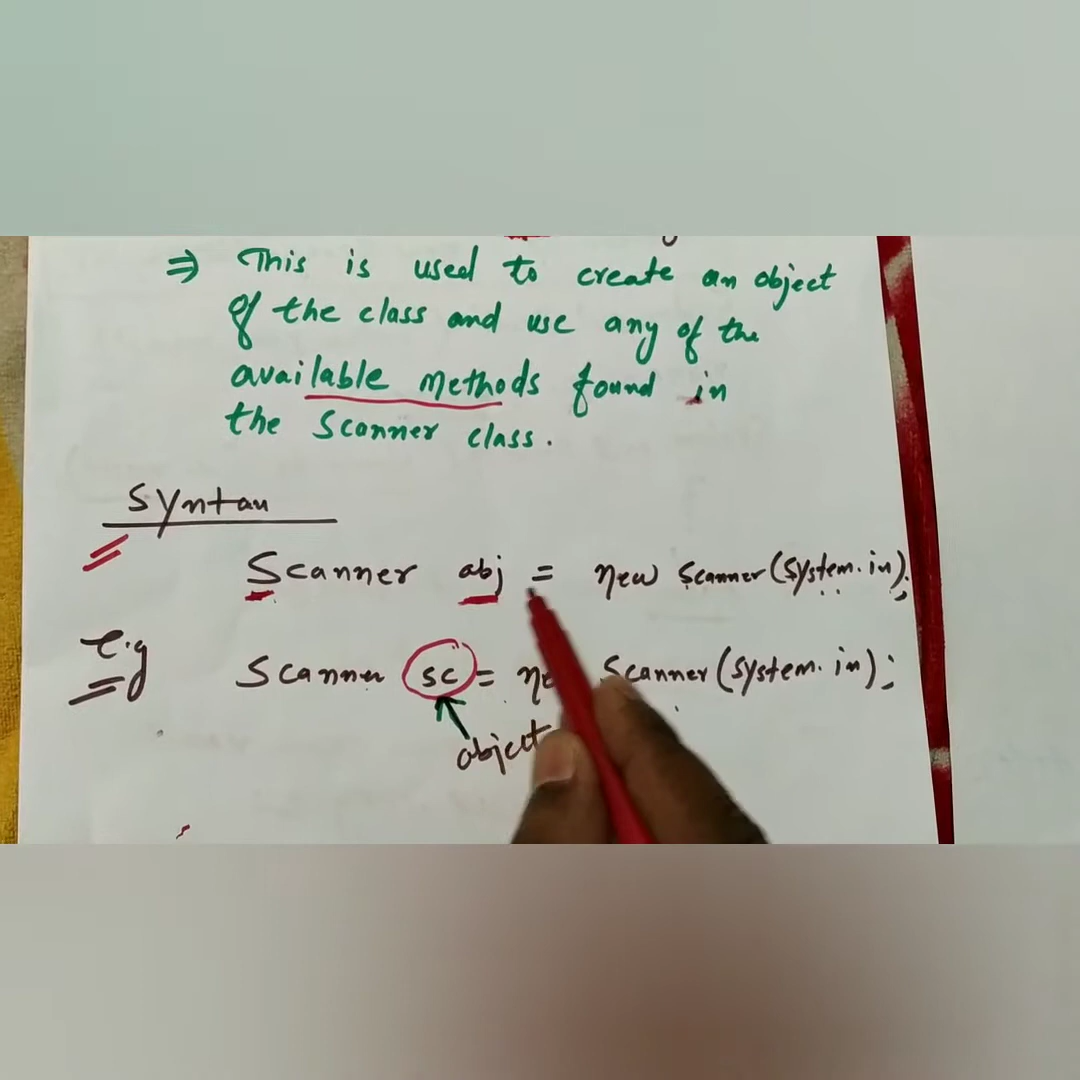 ⇒ This is used to create an object
of the class and use any of the
available methods found in
the Scanner class.
Syntax
Scanner obj = new Scanner(System.in);
e.g
Scanner sc = new Scanner(System.in);
object